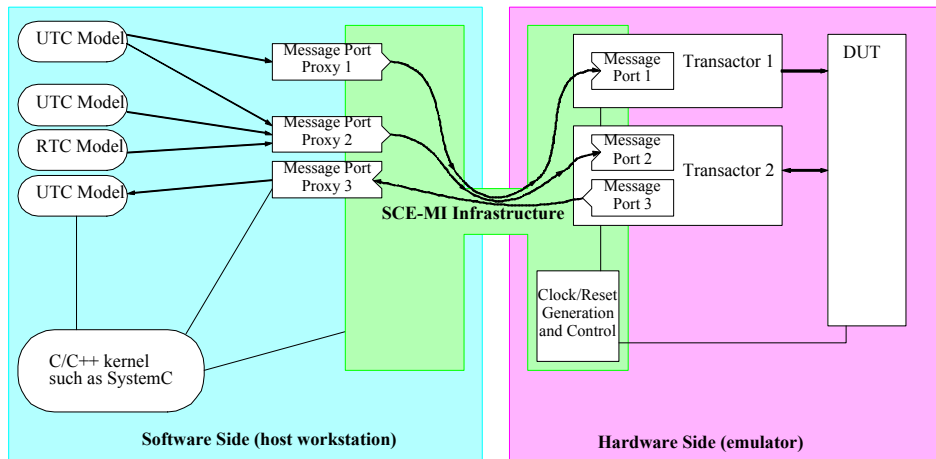 UTC Model
UTC Model
RTC Model
UTC Model
Message Port
Proxy 1
Message Port
Proxy 2
Message Port
Proxy 3
C/C++ kernel
such as SystemC
Software Side (host workstation)
SCE-MI Infrastructure
Message
Port 1
Transactor 1
Message
Port 2
Message
Port 3
Transactor 2
DUT
Clock/Reset
Generation
and Control
Hardware Side (emulator)